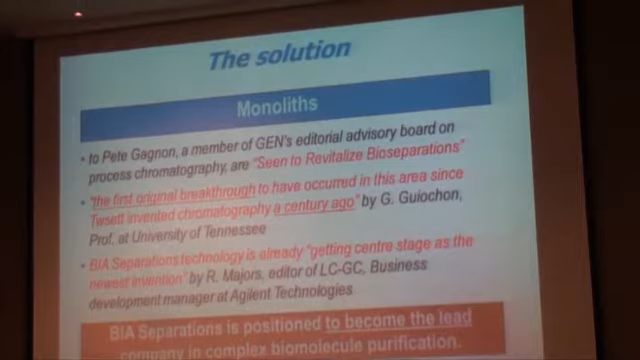 The solution
Monoliths
• to Pete Gagnon, a member of GEN's editorial advisory board on
process chromatography, are "Seen to Revitalize Bioseparations"
• "the first original breakthrough to have occurred in this area since
Twsett invented chromatography a century ago" by G. Guiochon,
Prof. at University of Tennessee
• BIA Separations technology is already "getting centre stage as the
newest invention" by R. Majors, editor of LC-GC, Business
development manager at Agilent Technologies
BIA Separations is positioned to become the lead
company in complex biomolecule purification.